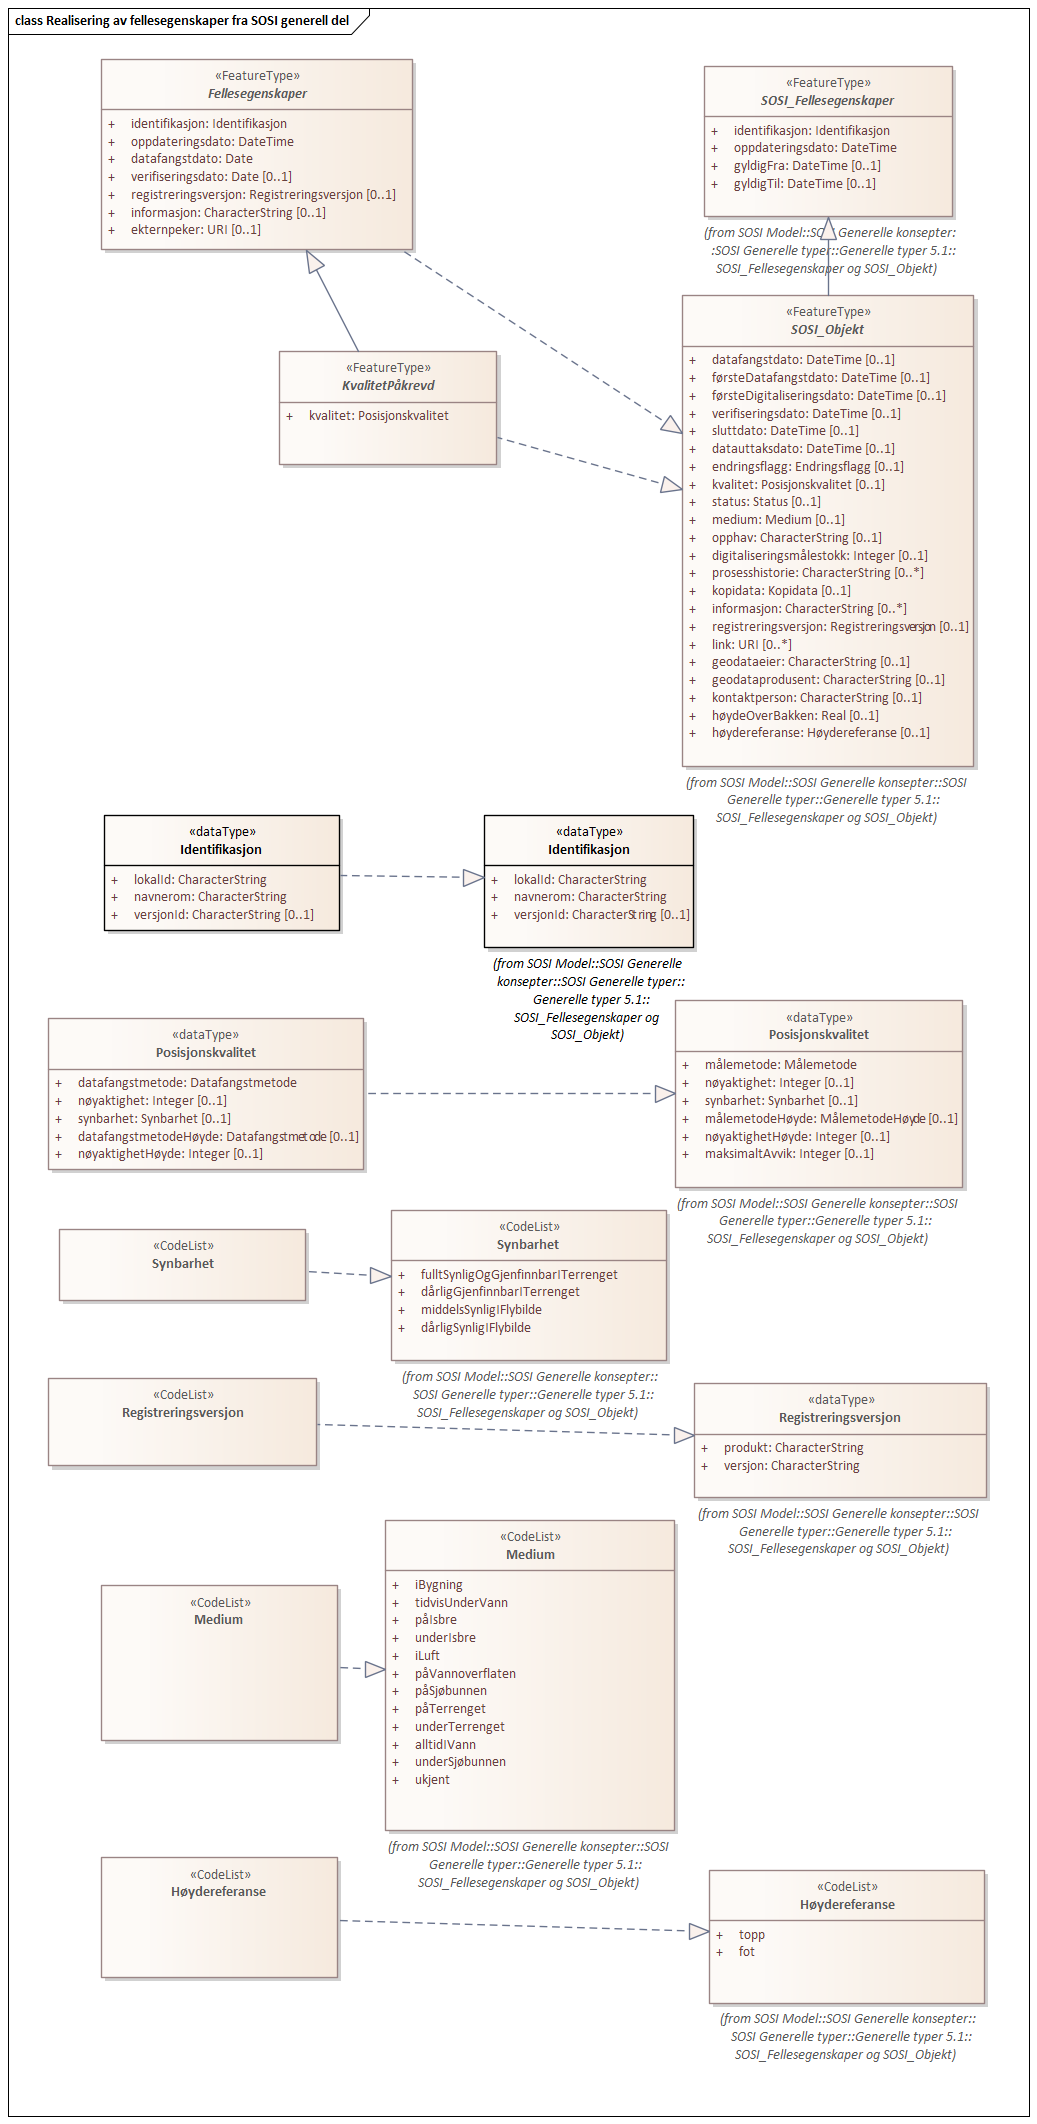 class Realisering av fellesegenskaper fra SOSI generell del
«FeatureType»
Fellesegenskaper
+ identifikasjon: Identifikasjon
+ oppdateringsdato: DateTime
+ datafangstdato: Date
+ verifiseringsdato: Date [0..1]
+ registreringsversjon: Registreringsversjon [0..1]
+ informasjon: CharacterString [0..1]
+ ekternpeker: URI [0..1]
«FeatureType»
SOSI_Fellesegenskaper
+ identifikasjon: Identifikasjon
+ oppdateringsdato: DateTime
+ gyldigFra: DateTime [0..1]
+ gyldigTil: DateTime [0..1]
(from SOSI Model::SOSI Generelle konsepter:
:SOSI Generelle typer::Generelle typer 5.1::
SOSI_Fellesegenskaper og SOSI_Objekt)
«FeatureType»
KvalitetPåkrevd
+ kvalitet: Posisjonskvalitet
«FeatureType»
SOSI_Objekt
+ datafangstdato: DateTime [0..1]
+ førsteDatafangstdato: DateTime [0..1]
+ førsteDigitaliseringsdato: DateTime [0..1]
+ verifiseringsdato: DateTime [0..1]
+ sluttdato: DateTime [0..1]
+ datauttaksdato: DateTime [0..1]
+ endringsflagg: Endringsflagg [0..1]
+ kvalitet: Posisjonskvalitet [0..1]
+ status: Status [0..1]
+ medium: Medium [0..1]
+ opphav: CharacterString [0..1]
+ digitaliseringsmålestokk: Integer [0..1]
+ prosesshistorie: CharacterString [0..*]
+ kopidata: Kopidata [0..1]
+ informasjon: CharacterString [0..*]
+ registreringsversjon: Registreringsversjon [0..1]
+ link: URI [0..*]
+ geodataeier: CharacterString [0..1]
+ geodataprodusent: CharacterString [0..1]
+ kontaktperson: CharacterString [0..1]
+ høydeOverBakken: Real [0..1]
+ høydereferanse: Høydereferanse [0..1]
(from SOSI Model::SOSI Generelle konsepter::SOSI
Generelle typer::Generelle typer 5.1::
SOSI_Fellesegenskaper og SOSI_Objekt)
«dataType»
Identifikasjon
+ lokalId: CharacterString
+ navnerom: CharacterString
+ versjonId: CharacterString [0..1]
«dataType»
Identifikasjon
+ lokalId: CharacterString
+ navnerom: CharacterString
+ versjonId: CharacterString [0..1]
(from SOSI Model::SOSI Generelle
konsepter::SOSI Generelle typer::
Generelle typer 5.1::
SOSI_Fellesegenskaper og
SOSI_Objekt)
«dataType»
Posisjonskvalitet
+ datafangstmetode: Datafangstmetode
+ nøyaktighet: Integer [0..1]
+ synbarhet: Synbarhet [0..1]
+ datafangstmetodeHøyde: Datafangstmetode [0..1]
+ nøyaktighetHøyde: Integer [0..1]
«dataType»
Posisjonskvalitet
+ målemetode: Målemetode
+ nøyaktighet: Integer [0..1]
+ synbarhet: Synbarhet [0..1]
+ målemetodeHøyde: MålemetodeHøyde [0..1]
+ nøyaktighetHøyde: Integer [0..1]
+ maksimaltAvvik: Integer [0..1]
(from SOSI Model::SOSI Generelle konsepter::SOSI
Generelle typer::Generelle typer 5.1::
SOSI_Fellesegenskaper og SOSI_Objekt)
«CodeList»
Synbarhet
«CodeList»
Synbarhet
+ fulltSynligOgGjenfinnbarITerrenget
+ dårligGjenfinnbarITerrenget
+ middelsSynligIFlybilde
+ dårligSynligIFlybilde
(from SOSI Model::SOSI Generelle konsepter::
SOSI Generelle typer::Generelle typer 5.1::
SOSI_Fellesegenskaper og SOSI_Objekt)
«CodeList»
Registreringsversjon
«dataType»
Registreringsversjon
+ produkt: CharacterString
+ versjon: CharacterString
(from SOSI Model::SOSI Generelle konsepter::SOSI
Generelle typer::Generelle typer 5.1::
SOSI_Fellesegenskaper og SOSI_Objekt)
«CodeList»
Medium
«CodeList»
Medium
+ iBygning
+ tidvisUnderVann
+ påIsbre
+ underIsbre
+ iLuft
+ påVannoverflaten
+ påSjøbunnen
+ påTerrenget
+ underTerrenget
+ alltidIVann
+ underSjøbunnen
+ ukjent
(from SOSI Model::SOSI Generelle konsepter::SOSI
Generelle typer::Generelle typer 5.1::
SOSI_Fellesegenskaper og SOSI_Objekt)
«CodeList»
Høydereferanse
«CodeList»
Høydereferanse
+ topp
+ fot
(from SOSI Model::SOSI Generelle konsepter::
SOSI Generelle typer::Generelle typer 5.1::
SOSI_Fellesegenskaper og SOSI_Objekt)